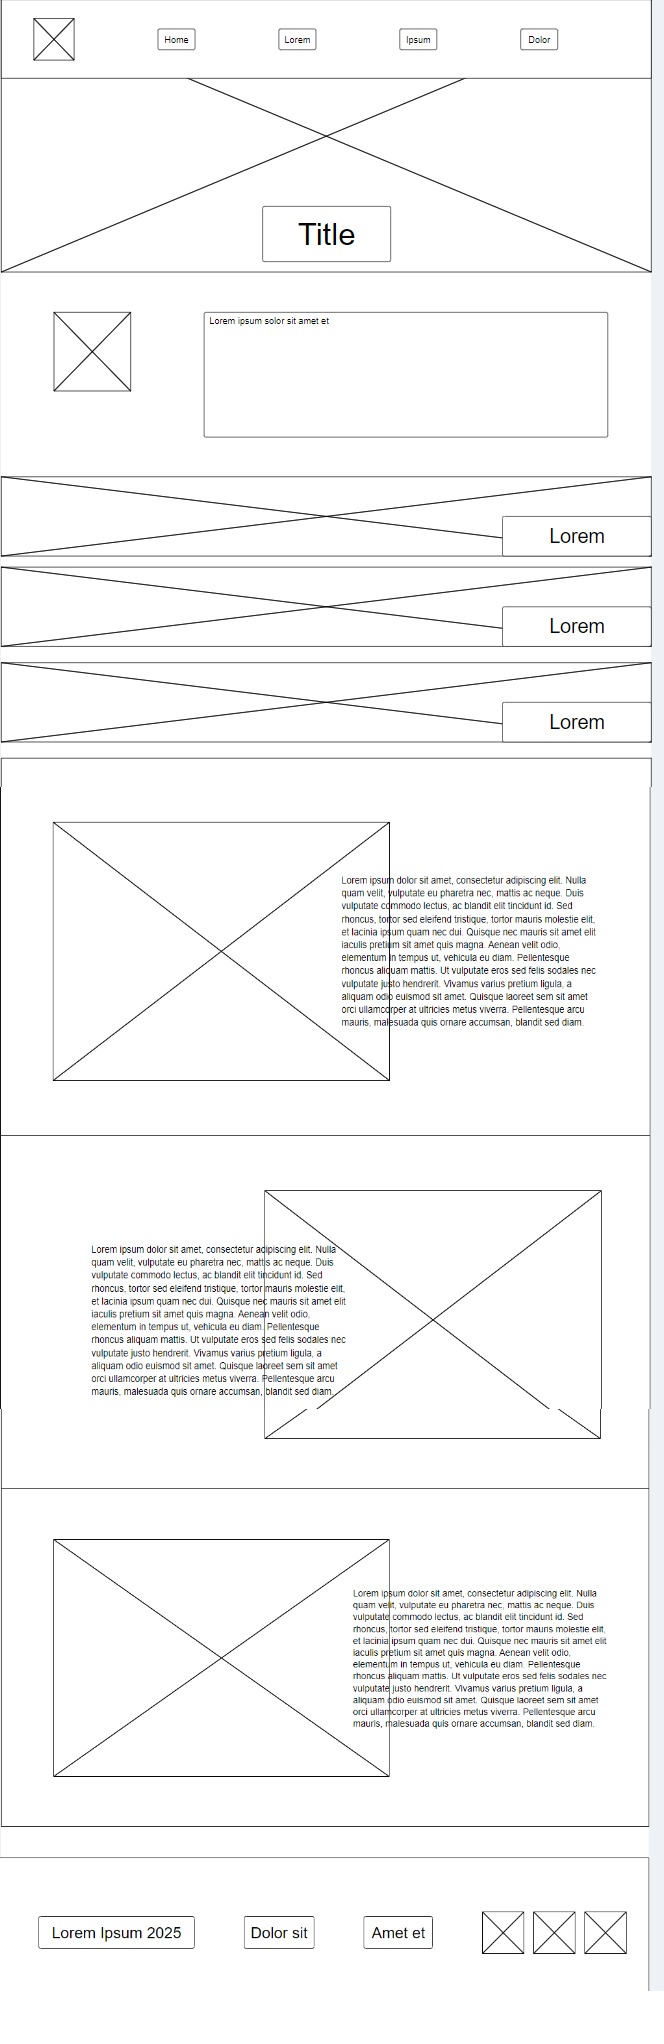 Home
Lorem
Ipsum
Dolor
Title
Lorem ipsum solor sit amet et
Lorem
Lorem
Lorem
Lorem ipsum dolor sit amet, consectetur adipiscing elit. Nulla
quam velit, vulputate eu pharetra nec, mattis ac neque. Duis
vulputate commodo lectus, ac blandit elit tincidunt id. Sed
rhoncus, tortor sed eleifend tristique, tortor mauris molestie elit,
et lacinia ipsum quam nec dui. Quisque nec mauris sit amet elit
iaculis pretium sit amet quis magna. Aenean velit odio,
elementum in tempus ut, vehicula eu diam. Pellentesque
rhoncus aliquam mattis. Ut vulputate eros sed felis sodales nec
vulputate justo hendrerit. Vivamus varius pretium ligula, a
aliquam odio euismod sit amet. Quisque laoreet sem sit amet
orci ullamcorper at ultricies metus viverra. Pellentesque arcu
mauris, malesuada quis ornare accumsan, blandit sed diam.
Lorem ipsum dolor sit amet, consectetur adipiscing elit. Nulla
quam velit, vulputate eu pharetra nec, mattis ac neque. Duis
vulputate commodo lectus, ac blandit elit tincidunt id. Sed
rhoncus, tortor sed eleifend tristique, tortor mauris molestie elit,
et lacinia ipsum quam nec dui. Quisque nec mauris sit amet elit
iaculis pretium sit amet quis magna. Aenean velit odio,
elementum in tempus ut, vehicula eu diam. Pellentesque
rhoncus aliquam mattis. Ut vulputate eros sed felis sodales nec
vulputate justo hendrerit. Vivamus varius pretium ligula, a
aliquam odio euismod sit amet. Quisque laoreet sem sit amet
orci ullamcorper at ultricies metus viverra. Pellentesque arcu
mauris, malesuada quis ornare accumsan, blandit sed diam.
Lorem ipsum dolor sit amet, consectetur adipiscing elit. Nulla
quam velit, vulputate eu pharetra nec, mattis ac neque. Duis
vulputate commodo lectus, ac blandit elit tincidunt id. Sed
rhoncus, tortor sed eleifend tristique, tortor mauris molestie elit,
et lacinia ipsum quam nec dui. Quisque nec mauris sit amet elit
iaculis pretium sit amet quis magna. Aenean velit odio,
elementum in tempus ut, vehicula eu diam. Pellentesque
rhoncus aliquam mattis. Ut vulputate eros sed felis sodales nec
vulputate justo hendrerit. Vivamus varius pretium ligula, a
aliquam odio euismod sit amet. Quisque laoreet sem sit amet
orci ullamcorper at ultricies metus viverra. Pellentesque arcu
mauris, malesuada quis ornare accumsan, blandit sed diam.
Lorem Ipsum 2025
Dolor sit
Amet et